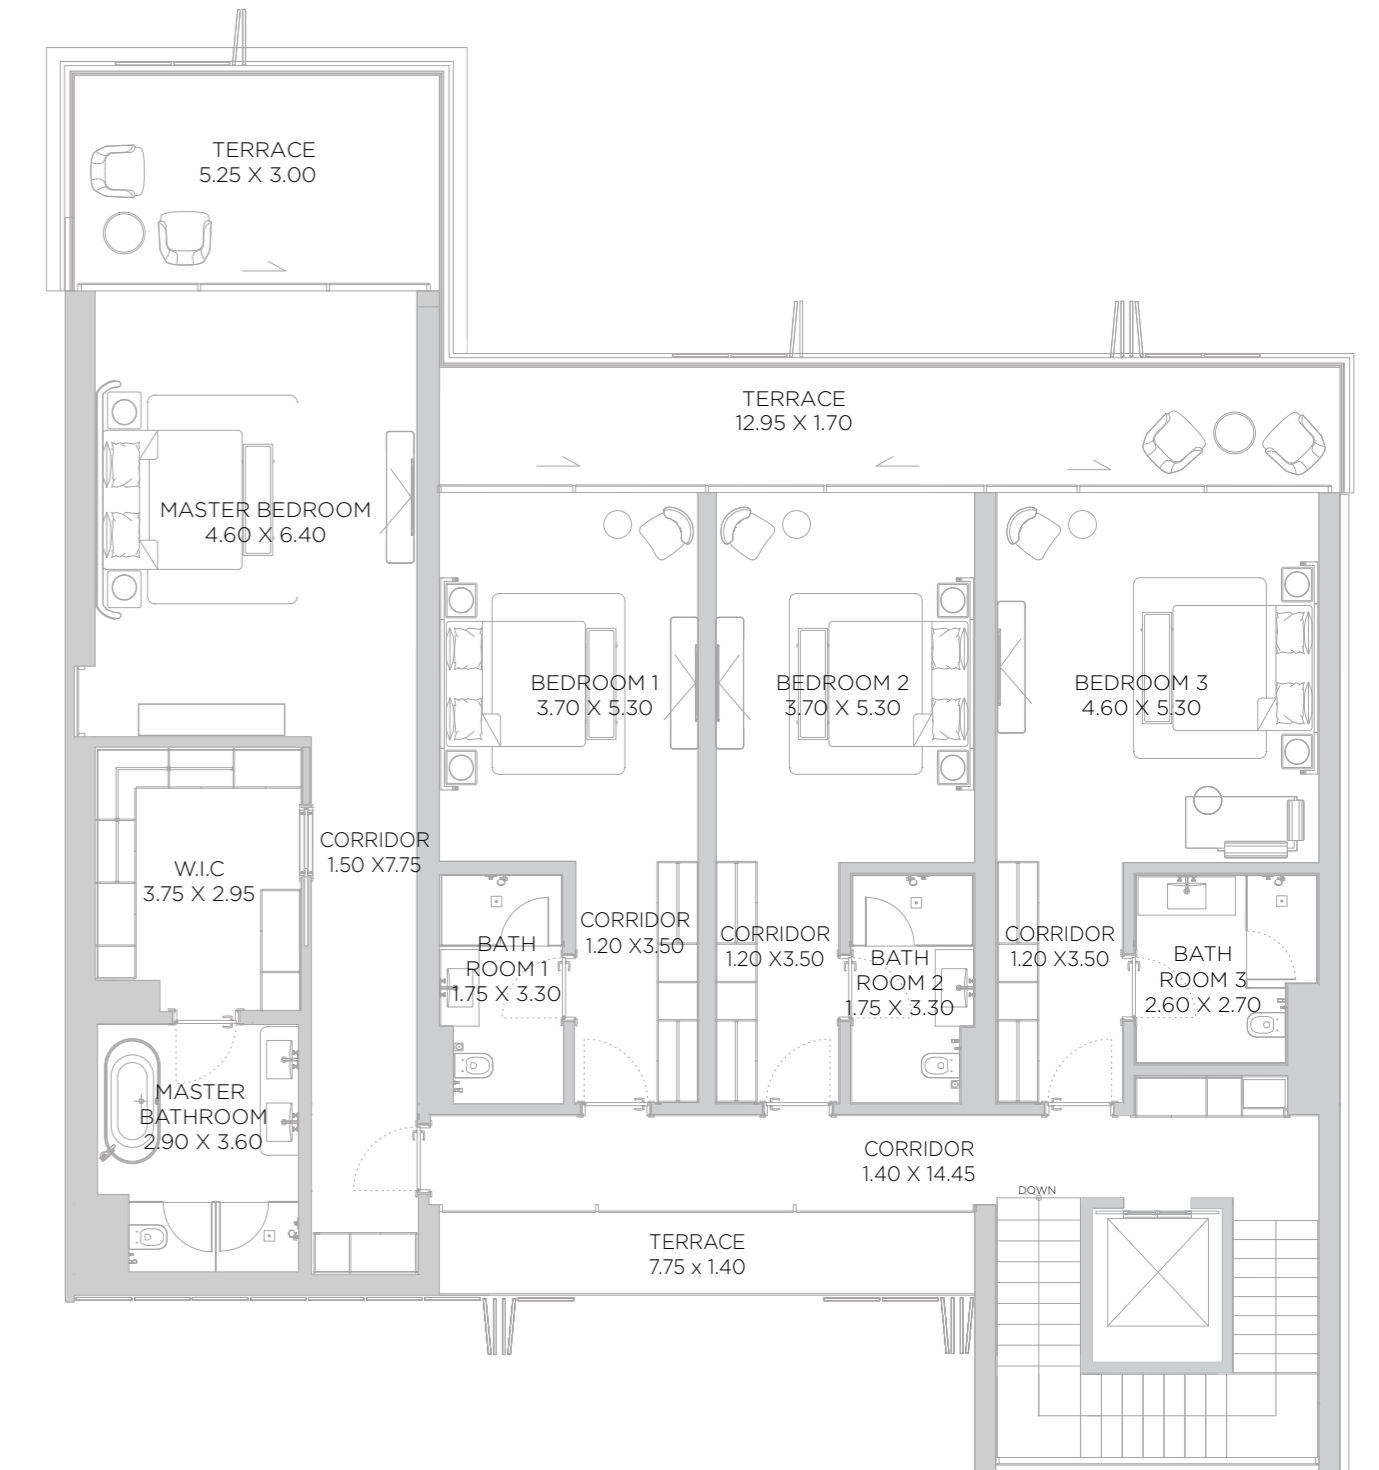 TERRACE
5.25 X 3.00
TERRACE
12.95 X 1.70
MASTER BEDROOM
4.60 X 6.40
BEDROOM 1
3.70 X 5.30
BEDROOM 2
3.70 X 5.30
BEDROOM 3
4.60 X 5.30
CORRIDOR
1.50 X7.75
W.I.C
3.75 X 2.95
CORRIDOR
1.20 X3.50
BATH
ROOM 1
1.75 X 3.30
CORRIDOR
1.20 X3.50
BATH
ROOM 2
1.75 X 3.30
CORRIDOR
1.20 X3.50
BATH
ROOM 3
2.60 X 2.70
MASTER
BATHROOM
2.90 X 3.60
CORRIDOR
1.40 X 14.45
DOWN
TERRACE
7.75 x 1.40